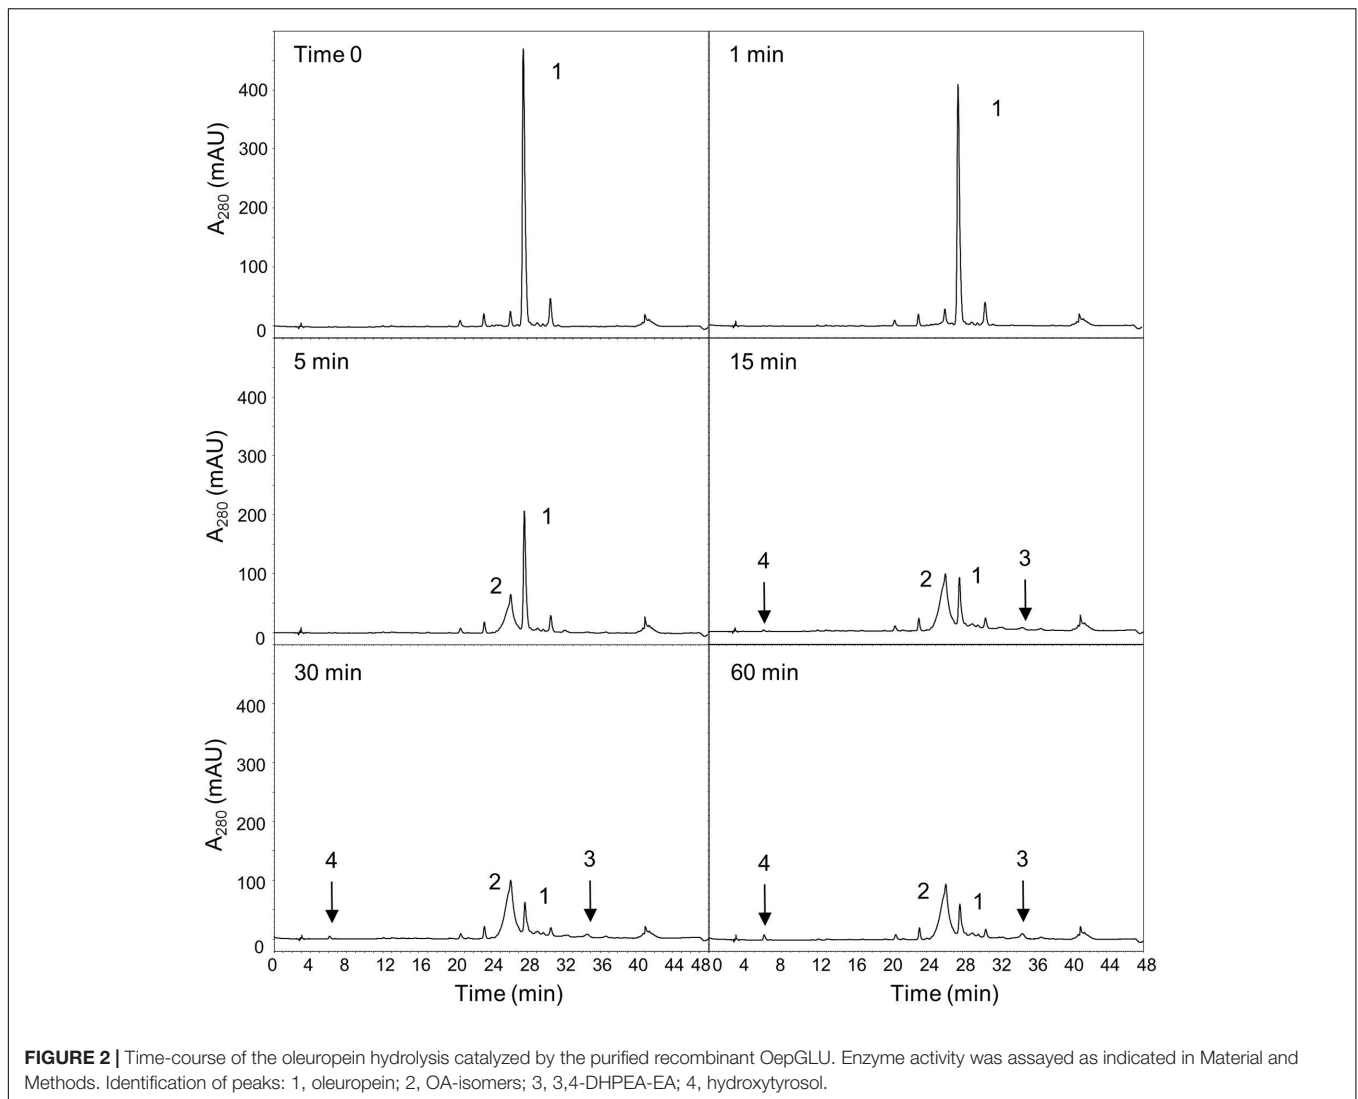 Time 0
1
400
300
200
100
0
A280 (mAU)
1 min
1
5 min
2
1
400
300
200
100
0
A280 (mAU)
15 min
4
2
1
3
30 min
4
2
1
3
400
300
200
100
0
A280 (mAU)
60 min
4
2
1
3
0 4 8 12 16 20 24 28 32 36 40 44 48
Time (min)
0 4 8 12 16 20 24 28 32 36 40 44 48
Time (min)
FIGURE 2 | Time-course of the oleuropein hydrolysis catalyzed by the purified recombinant OepGLU. Enzyme activity was assayed as indicated in Material and
Methods. Identification of peaks: 1, oleuropein; 2, OA-isomers; 3, 3,4-DHPEA-EA; 4, hydroxytyrosol.